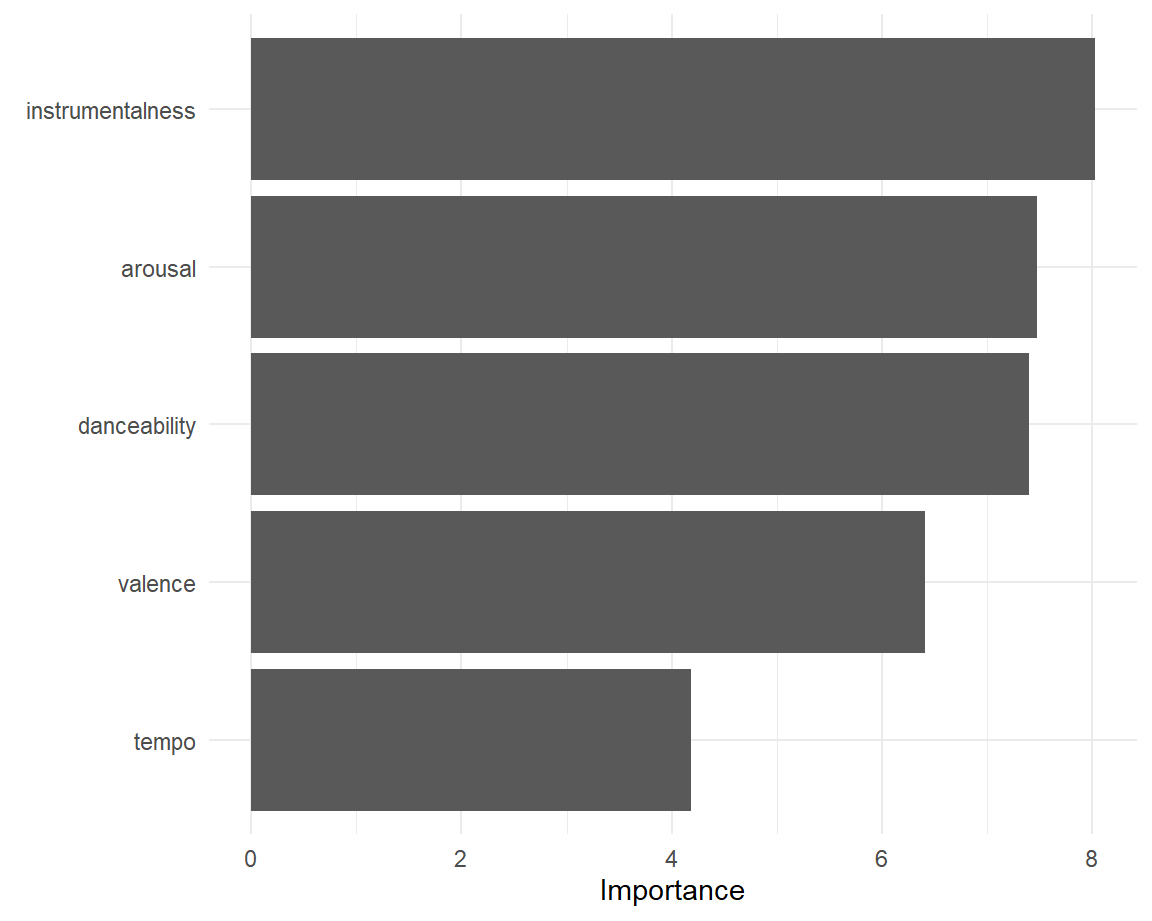 instrumentalness
arousal
danceability
valence
tempo
0 2 4 6 8
Importance